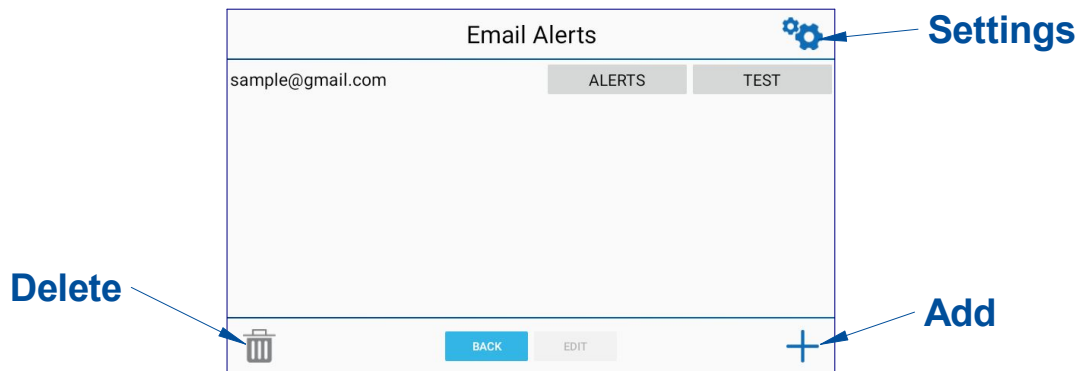 Email Alerts
Settings
sample@gmail.com ALERTS TEST
Delete
Add
BACK EDIT